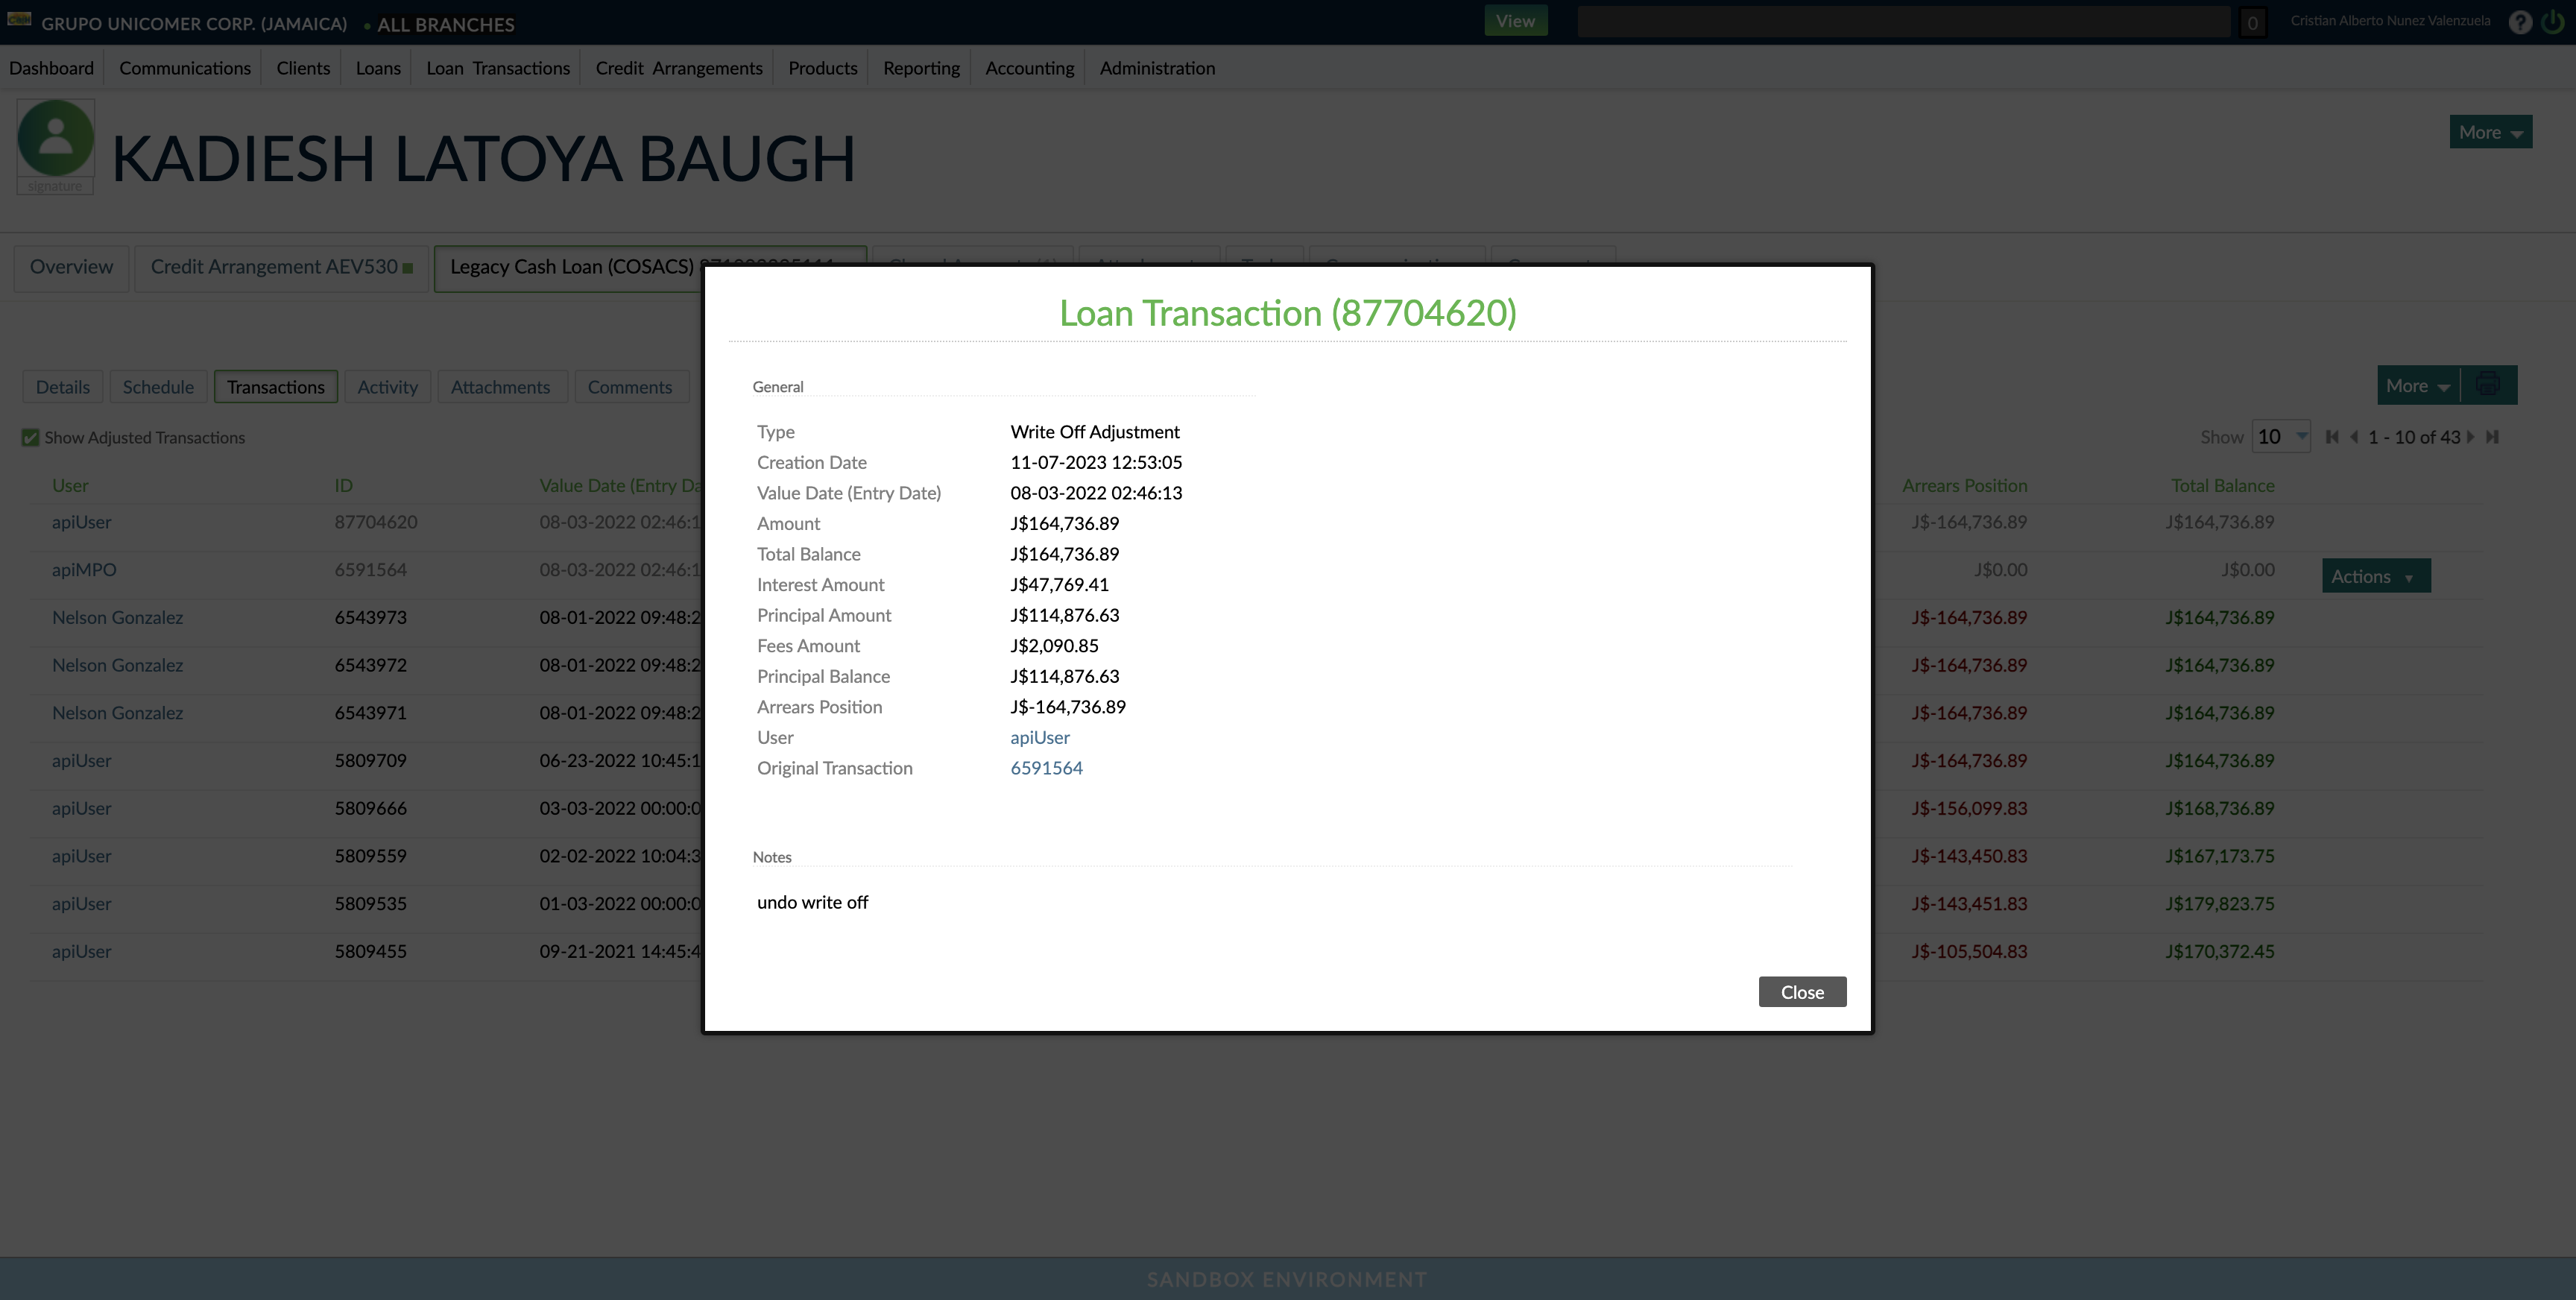 GRUPO UNICOMER CORP. (JAMAICA) • ALL BRANCHES View 0 Cristian Alberto Nunez Valenzuela ?
Dashboard Communications Clients Loans Loan Transactions Credit Arrangements Products Reporting Accounting Administration
KADIESH LATOYA BAUGH More
signature
Overview Credit Arrangement AEV530 Legacy Cash Loan (COSACS)
Loan Transaction (87704620)
General
Type Write Off Adjustment
Creation Date 11-07-2023 12:53:05
Value Date (Entry Date) 08-03-2022 02:46:13
Amount J$164,736.89
Total Balance J$164,736.89
Interest Amount J$47,769.41
Principal Amount J$114,876.63
Fees Amount J$2,090.85
Principal Balance J$114,876.63
Arrears Position J$-164,736.89
User apiUser
Original Transaction 6591564
Notes
undo write off
Close
Details Schedule Transactions Activity Attachments Comments More
Show Adjusted Transactions Show 10 1 - 10 of 43
User ID Value Date (Entry Da Arrears Position Total Balance
apiUser 87704620 08-03-2022 02:46:1 J$-164,736.89 J$164,736.89
apiMPO 6591564 08-03-2022 02:46:1 J$0.00 J$0.00 Actions
Nelson Gonzalez 6543973 08-01-2022 09:48:2 J$-164,736.89 J$164,736.89
Nelson Gonzalez 6543972 08-01-2022 09:48:2 J$-164,736.89 J$164,736.89
Nelson Gonzalez 6543971 08-01-2022 09:48:2 J$-164,736.89 J$164,736.89
apiUser 5809709 06-23-2022 10:45:1 J$-164,736.89 J$164,736.89
apiUser 5809666 03-03-2022 00:00:0 J$-156,099.83 J$168,736.89
apiUser 5809559 02-02-2022 10:04:3 J$-143,450.83 J$167,173.75
apiUser 5809535 01-03-2022 00:00:0 J$-143,451.83 J$179,823.75
apiUser 5809455 09-21-2021 14:45:4 J$-105,504.83 J$170,372.45
SANDBOX ENVIRONMENT